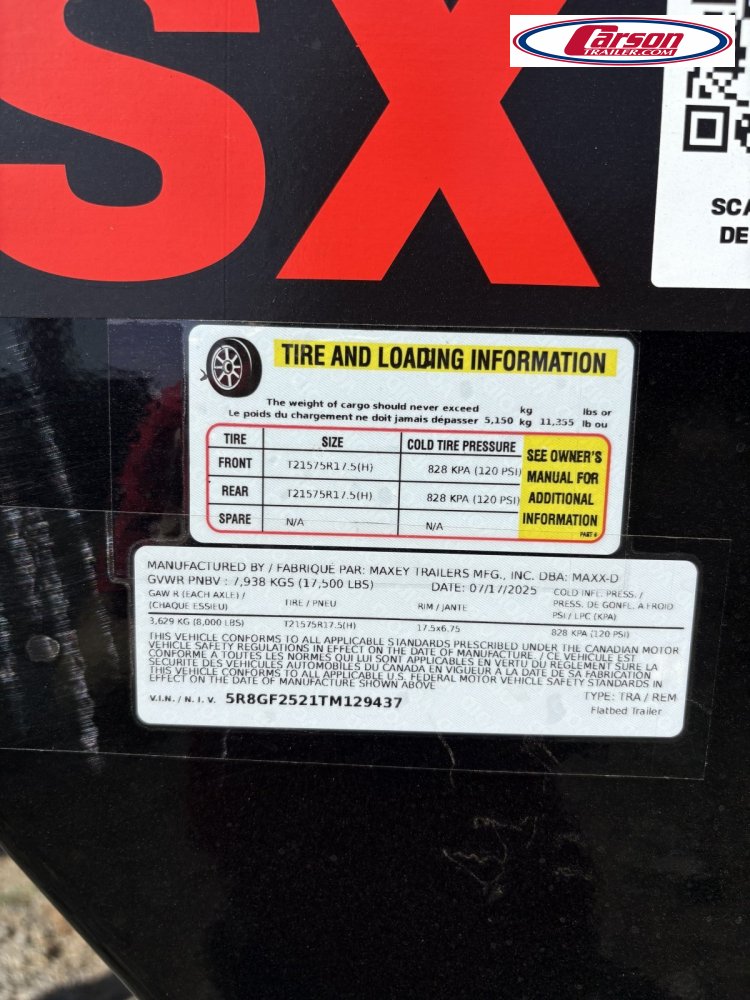 Carson
TRAILER.COM
SX
SCA
DE
TIRE AND LOADING INFORMATION
The weight of cargo should never exceed kg lbs or
Le poids du chargement ne doit jamais dépasser 5,150 kg 11,355 lb ou
TIRE SIZE COLD TIRE PRESSURE SEE OWNER'S MANUAL FOR ADDITIONAL INFORMATION
FRONT T21575R17.5(H) 828 KPA (120 PSI)
REAR T21575R17.5(H) 828 KPA (120 PSI)
SPARE N/A N/A
PART 6
MANUFACTURED BY / FABRIQUÉ PAR: MAXEY TRAILERS MFG., INC. DBA: MAXX-D
GVWR PNBV : 7,938 KGS (17,500 LBS) DATE: 07/17/2025
GAW R (EACH AXLE) / (CHAQUE ESSIEU) TIRE / PNEU RIM / JANTE COLD INFL. PRESS. / PRESS. DE GONFL. A FROID PSI / LPC (KPA)
3,629 KG (8,000 LBS) T21575R17.5(H) 17.5x6.75 828 KPA (120 PSI)
THIS VEHICLE CONFORMS TO ALL APPLICABLE STANDARDS PRESCRIBED UNDER THE CANADIAN MOTOR
VEHICLE SAFETY REGULATIONS IN EFFECT ON THE DATE OF MANUFACTURE / CE VEHICULE EST
CONFORME A TOUTES LES NORMES QUI LUI SONT APPLICABLES EN VERTU DU REGLEMENT SUR LA
SECURITE DES VEHICULES AUTOMOBILES DU CANADA EN VIGUEUR A LA DATE DE SA FABRICATION
THIS VEHICLE CONFORMS TO ALL APPLICABLE U.S. FEDERAL MOTOR VEHICLE SAFETY STANDARDS IN
EFFECT ON THE DATE OF MANUFACTURE SHOWN ABOVE
V.I.N. / N. I. V. 5R8GF2521TM129437 TYPE: TRA / REM
Flatbed Trailer